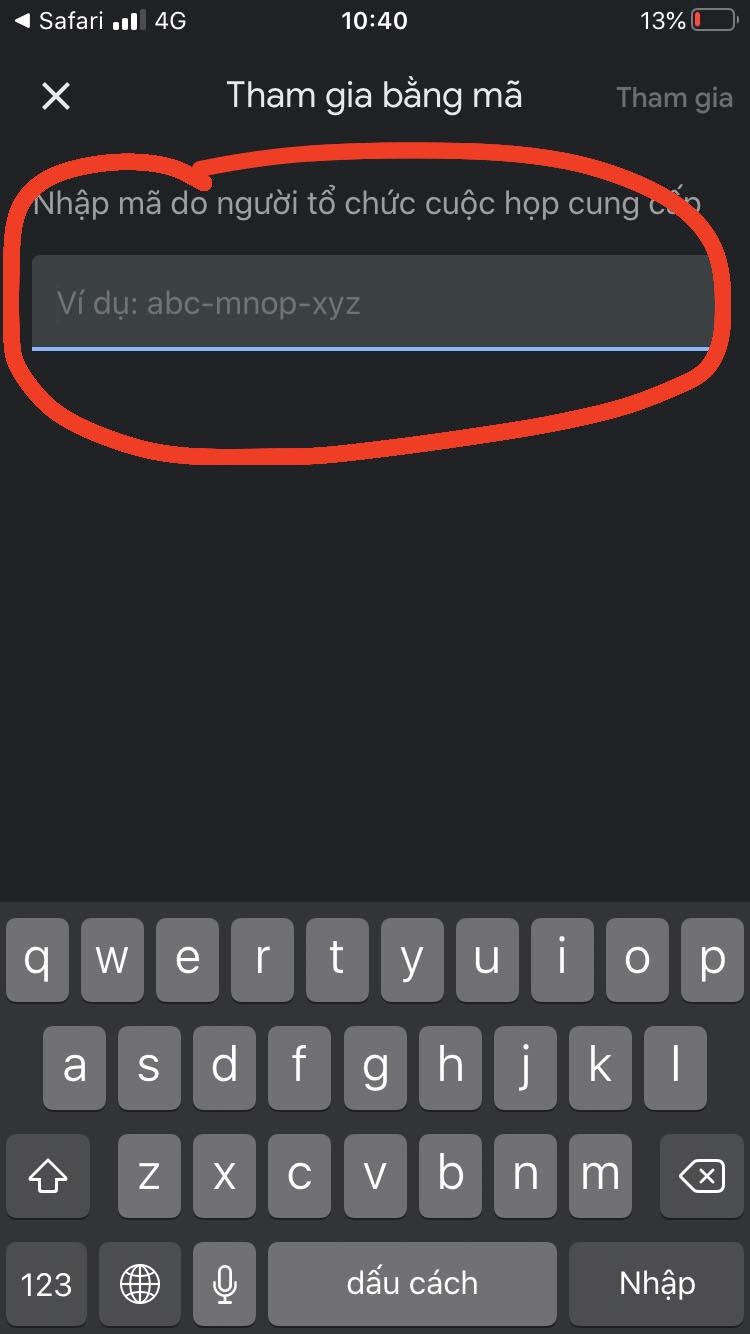 Safari 4G 10:40 13%
Tham gia bằng mã Tham gia
Nhập mã do người tổ chức cuộc họp cung cấp
Ví dụ: abc-mnop-xyz
q w e r t y u i o p
a s d f g h j k l
z x c v b n m
123 dấu cách Nhập